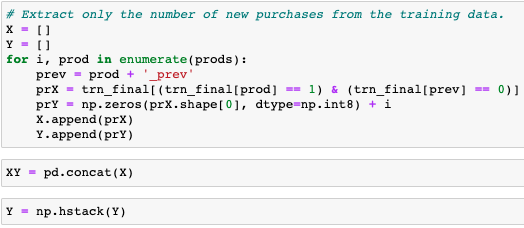 # Extract only the number of new purchases from the training data.
X = []
Y = []
for i, prod in enumerate(prods):
    prev = prod + '_prev'
    prX = trn_final[(trn_final[prod] == 1) & (trn_final[prev] == 0)]
    prY = np.zeros(prX.shape[0], dtype=np.int8) + i
    X.append(prX)
    Y.append(prY)
XY = pd.concat(X)
Y = np.hstack(Y)